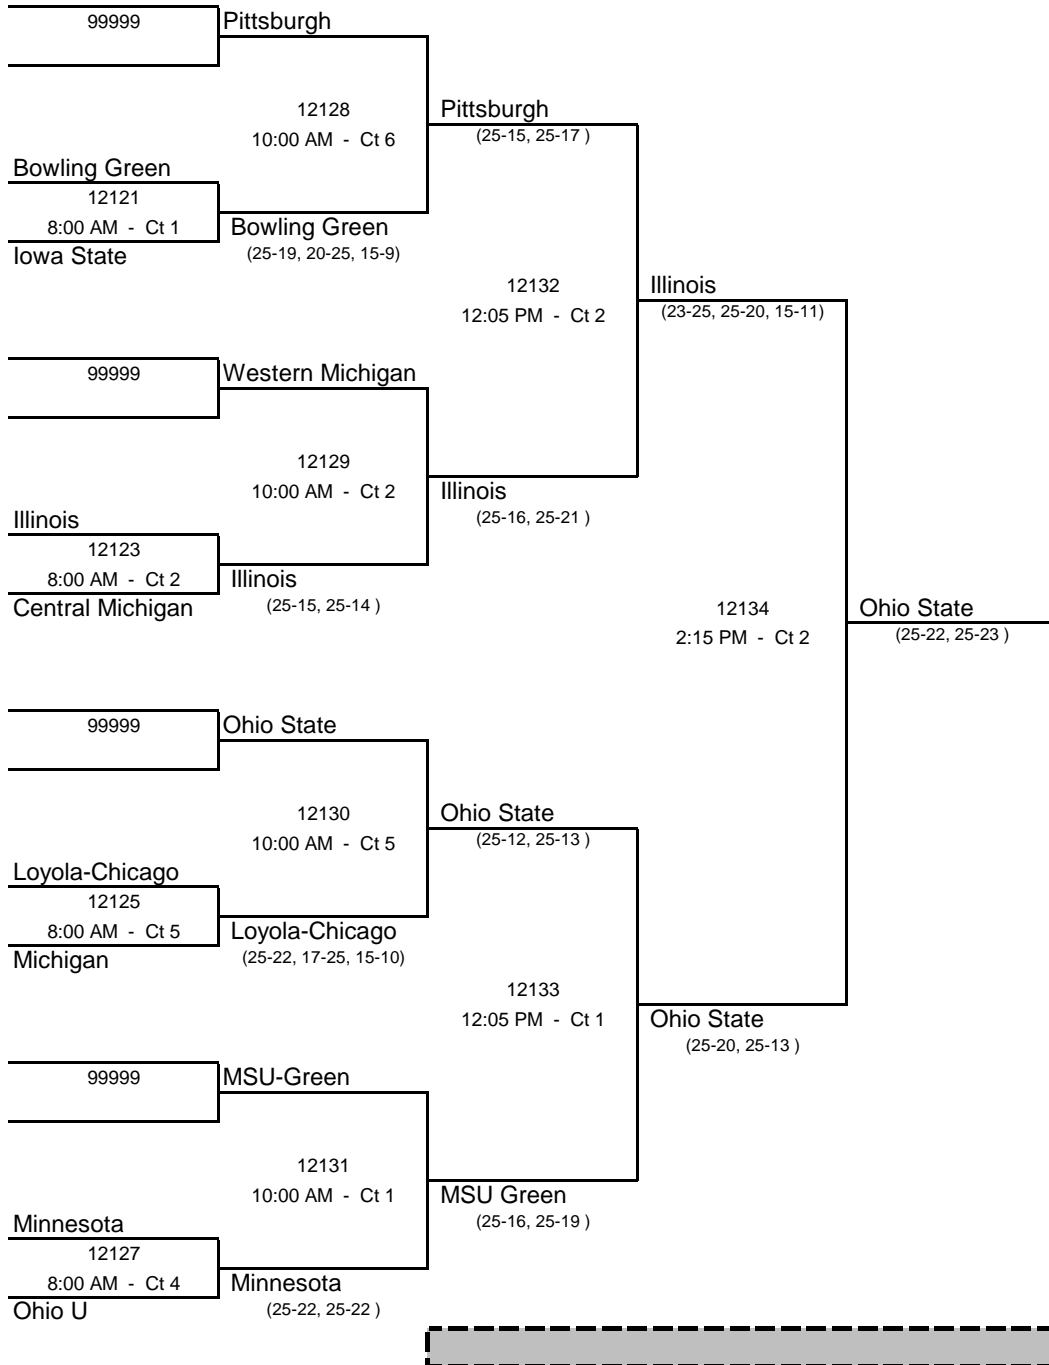 99999
Pittsburgh
12128
10:00 AM - Ct 6
Pittsburgh
(25-15, 25-17 )
Bowling Green
12121
8:00 AM - Ct 1
Iowa State
Bowling Green
(25-19, 20-25, 15-9)
12132
12:05 PM - Ct 2
Illinois
(23-25, 25-20, 15-11)
99999
Western Michigan
12129
10:00 AM - Ct 2
Illinois
(25-16, 25-21 )
Illinois
12123
8:00 AM - Ct 2
Central Michigan
Illinois
(25-15, 25-14 )
12134
2:15 PM - Ct 2
Ohio State
(25-22, 25-23 )
99999
Ohio State
12130
10:00 AM - Ct 5
Ohio State
(25-12, 25-13 )
Loyola-Chicago
12125
8:00 AM - Ct 5
Michigan
Loyola-Chicago
(25-22, 17-25, 15-10)
12133
12:05 PM - Ct 1
Ohio State
(25-20, 25-13 )
99999
MSU-Green
12131
10:00 AM - Ct 1
MSU Green
(25-16, 25-19 )
Minnesota
12127
8:00 AM - Ct 4
Ohio U
Minnesota
(25-22, 25-22 )